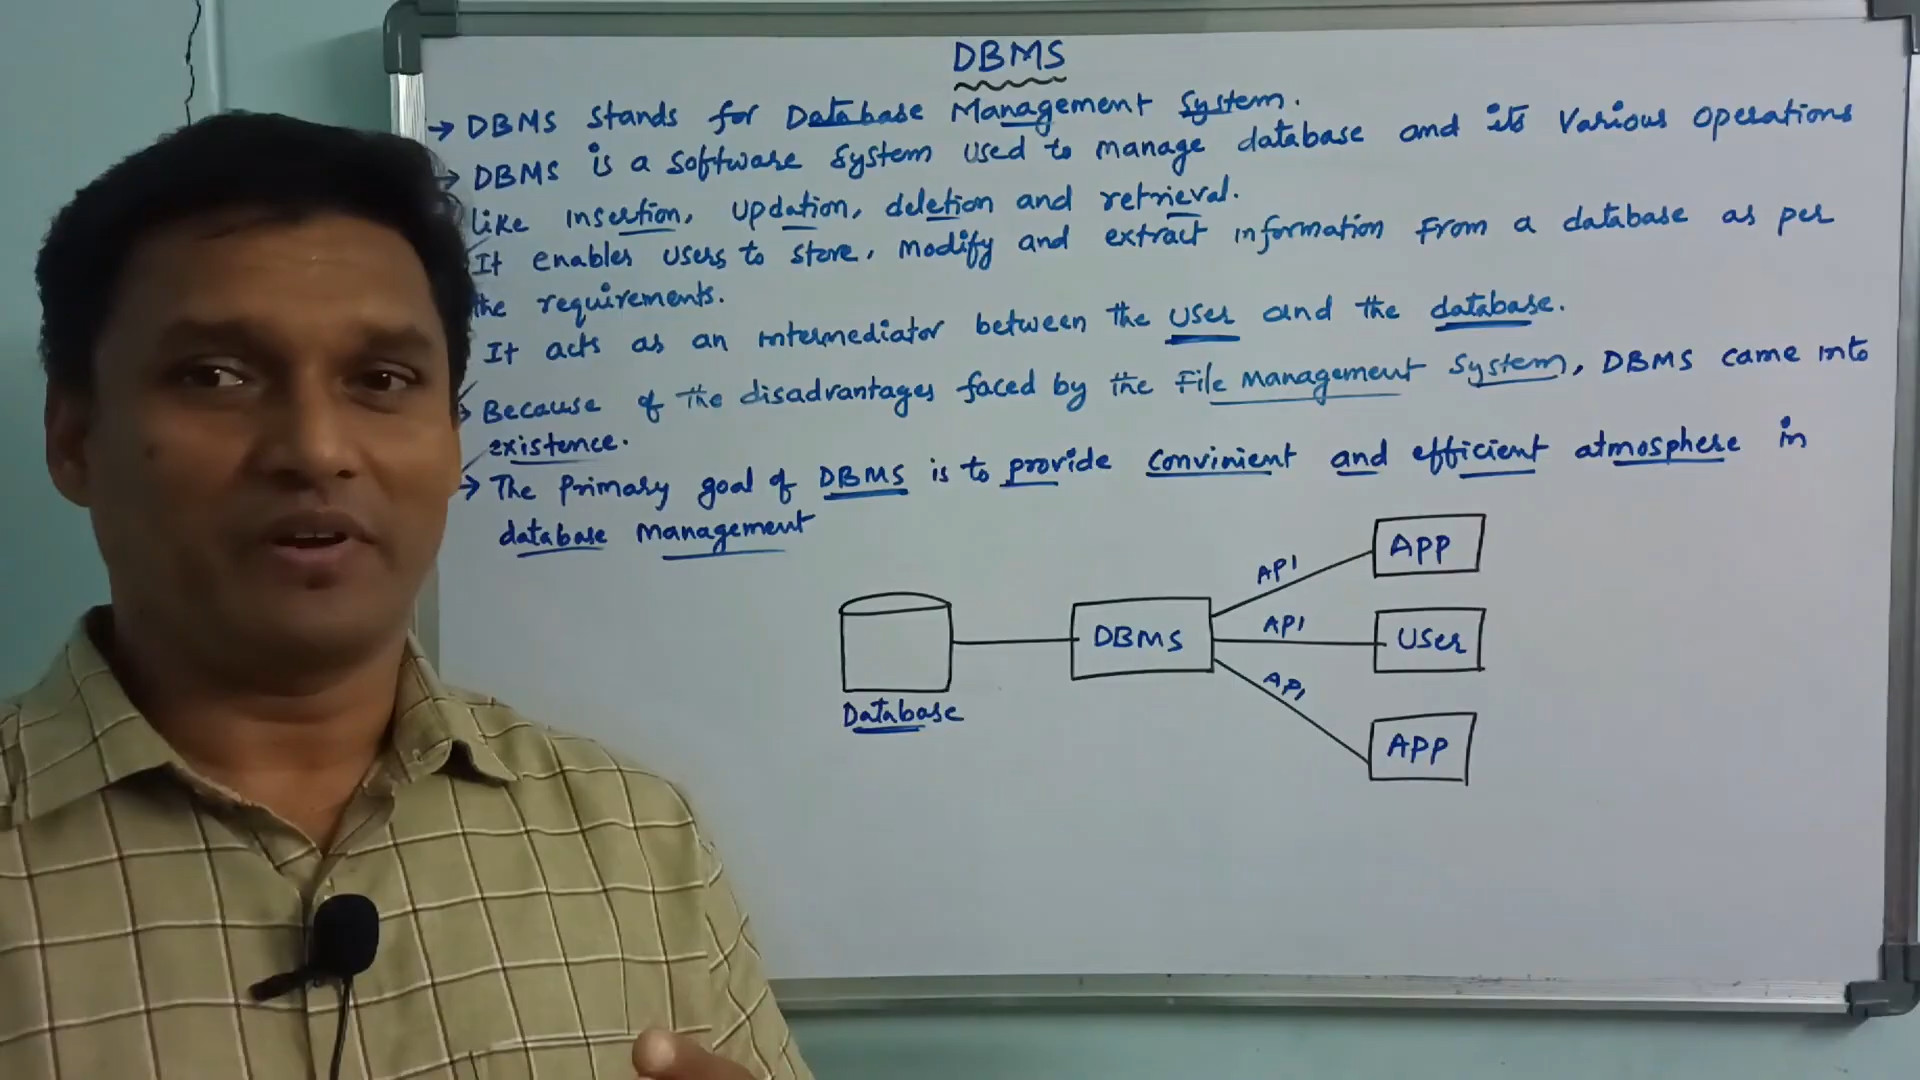 DBMS
→ DBMS stands for Database Management System.
→ DBMS is a software system used to manage database and its various operations
like insertion, updation, deletion and retrieval.
It enables users to store, modify and extract information from a database as per
the requirements.
It acts as an intermediator between the user and the database.
→ Because of the disadvantages faced by the File Management System, DBMS came into
existence.
→ The primary goal of DBMS is to provide convinient and efficient atmosphere in
database management
API
APP
DBMS
API
User
API
Database
APP